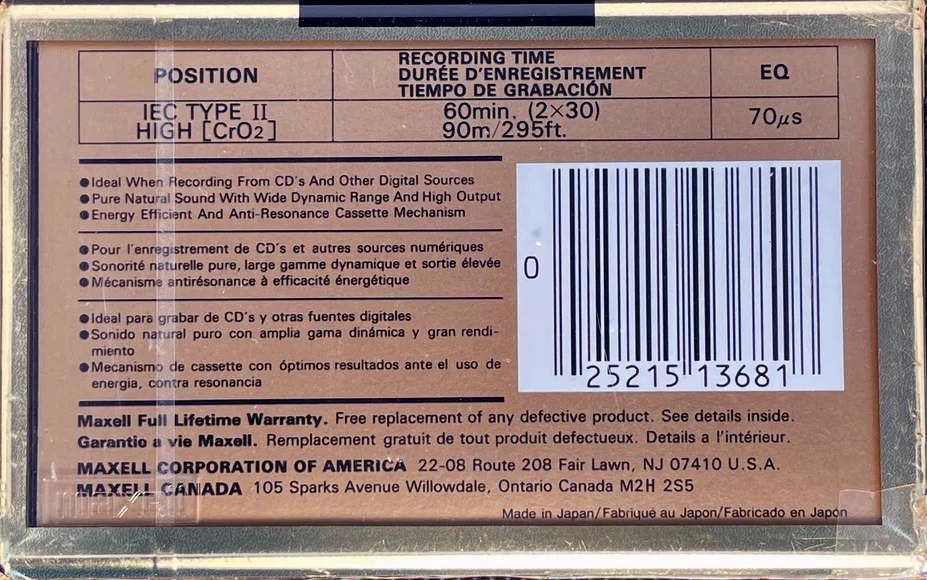 POSITION
RECORDING TIME
DURÉE D'ENREGISTREMENT
TIEMPO DE GRABACIÓN
EQ
IEC TYPE II
HIGH [CrO2]
60min. (2×30)
90m/295ft.
70μs
●Ideal When Recording From CD's And Other Digital Sources
●Pure Natural Sound With Wide Dynamic Range And High Output
●Energy Efficient And Anti-Resonance Cassette Mechanism
●Pour l'enregistrement de CD's et autres sources numériques
●Sonorité naturelle pure, large gamme dynamique et sortie élevée
●Mécanisme antirésonance à efficacité énergétique
●Ideal para grabar de CD's y otras fuentes digitales
●Sonido natural puro con amplia gama dinámica y gran rendi-
miento
●Mecanismo de cassette con óptimos resultados ante el uso de
energia, contra resonancia
0
25215 13681
Maxell Full Lifetime Warranty. Free replacement of any defective product. See details inside.
Garantio a vie Maxell. Remplacement gratuit de tout produit defectueux. Details a l'intérieur.
MAXELL CORPORATION OF AMERICA 22-08 Route 208 Fair Lawn, NJ 07410 U.S.A.
MAXELL CANADA 105 Sparks Avenue Willowdale, Ontario Canada M2H 2S5
Made in Japan/Fabriqué au Japon/Fabricado en Japón